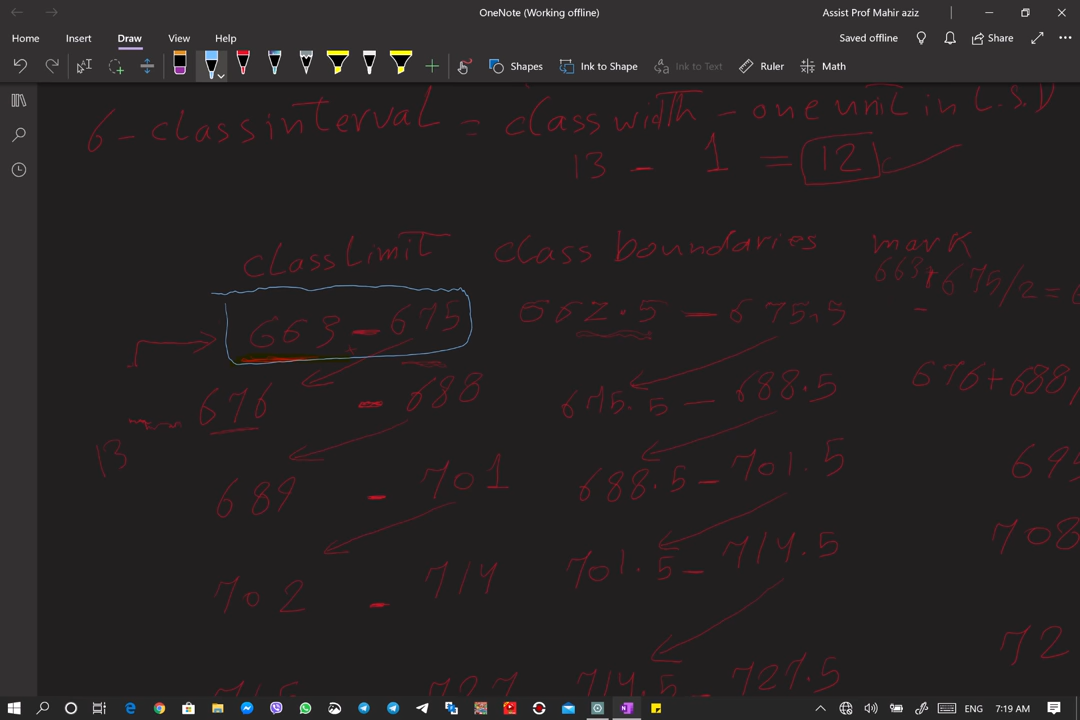 OneNote (Working offline)
Assist Prof Mahir aziz
Home Insert Draw View Help
Saved offline Share
Shapes Ink to Shape Ink to Text Ruler Math
6 - class interval = class width - one unit in L.S.D
13 - 1 = 12
class Limit class boundaries mark
663 + 675/2 =
663 - 675 662.5 - 675.5
676 - 688 675.5 - 688.5 676 + 688/
13
689 - 701 688.5 - 701.5 695
702 - 714 701.5 - 714.5 708
727 714.5 - 727.5 72
ENG 7:19 AM